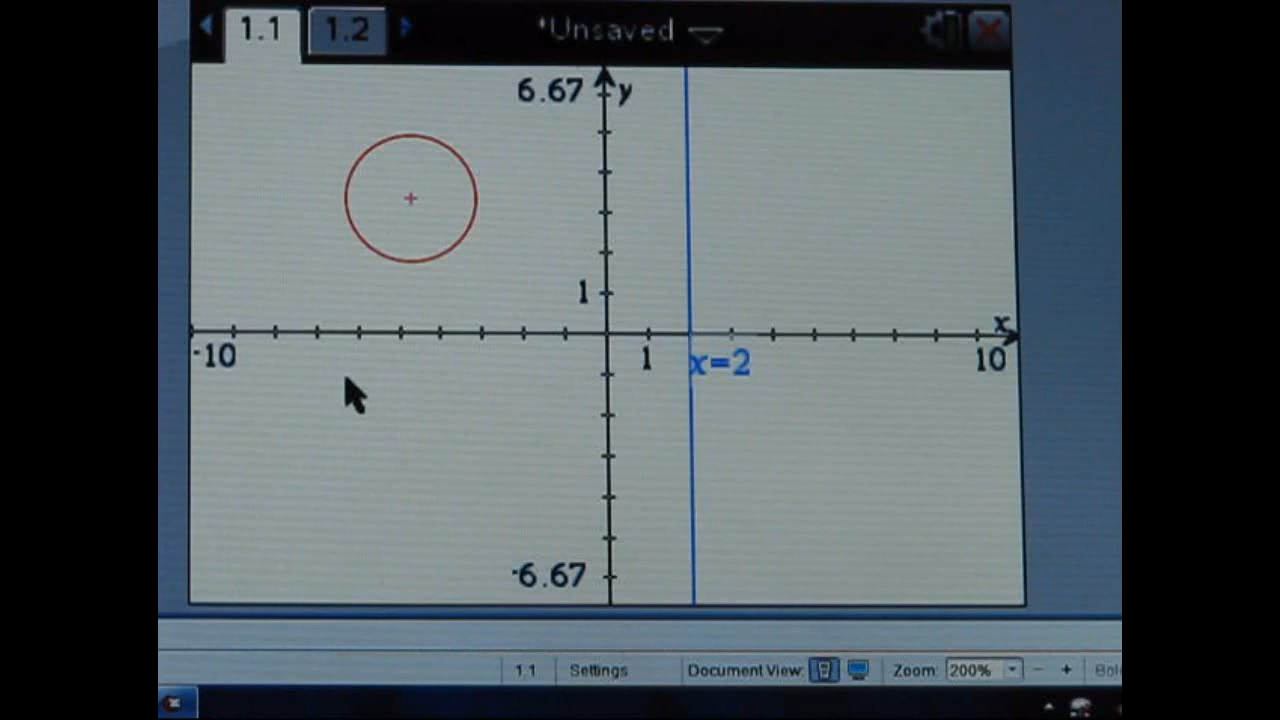 1.1 1.2 *Unsaved
6.67 y
1
x
-10 1 x=2 10
-6.67
1.1 Settings Document View: Zoom: 200% - +